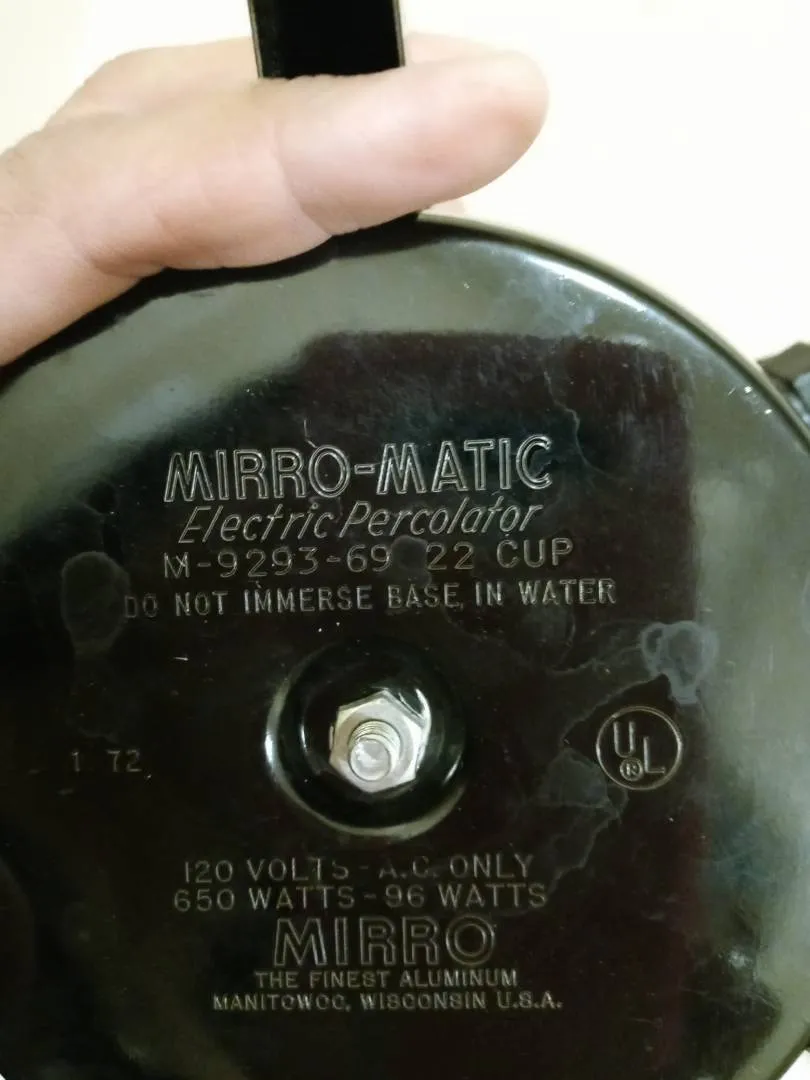 MIRRO-MATIC
Electric Percolator
M-9293-69 22 CUP
DO NOT IMMERSE BASE IN WATER
UL
®
1 72
120 VOLTS - A.C. ONLY
650 WATTS - 96 WATTS
MIRRO
THE FINEST ALUMINUM
MANITOWOC, WISCONSIN U.S.A.